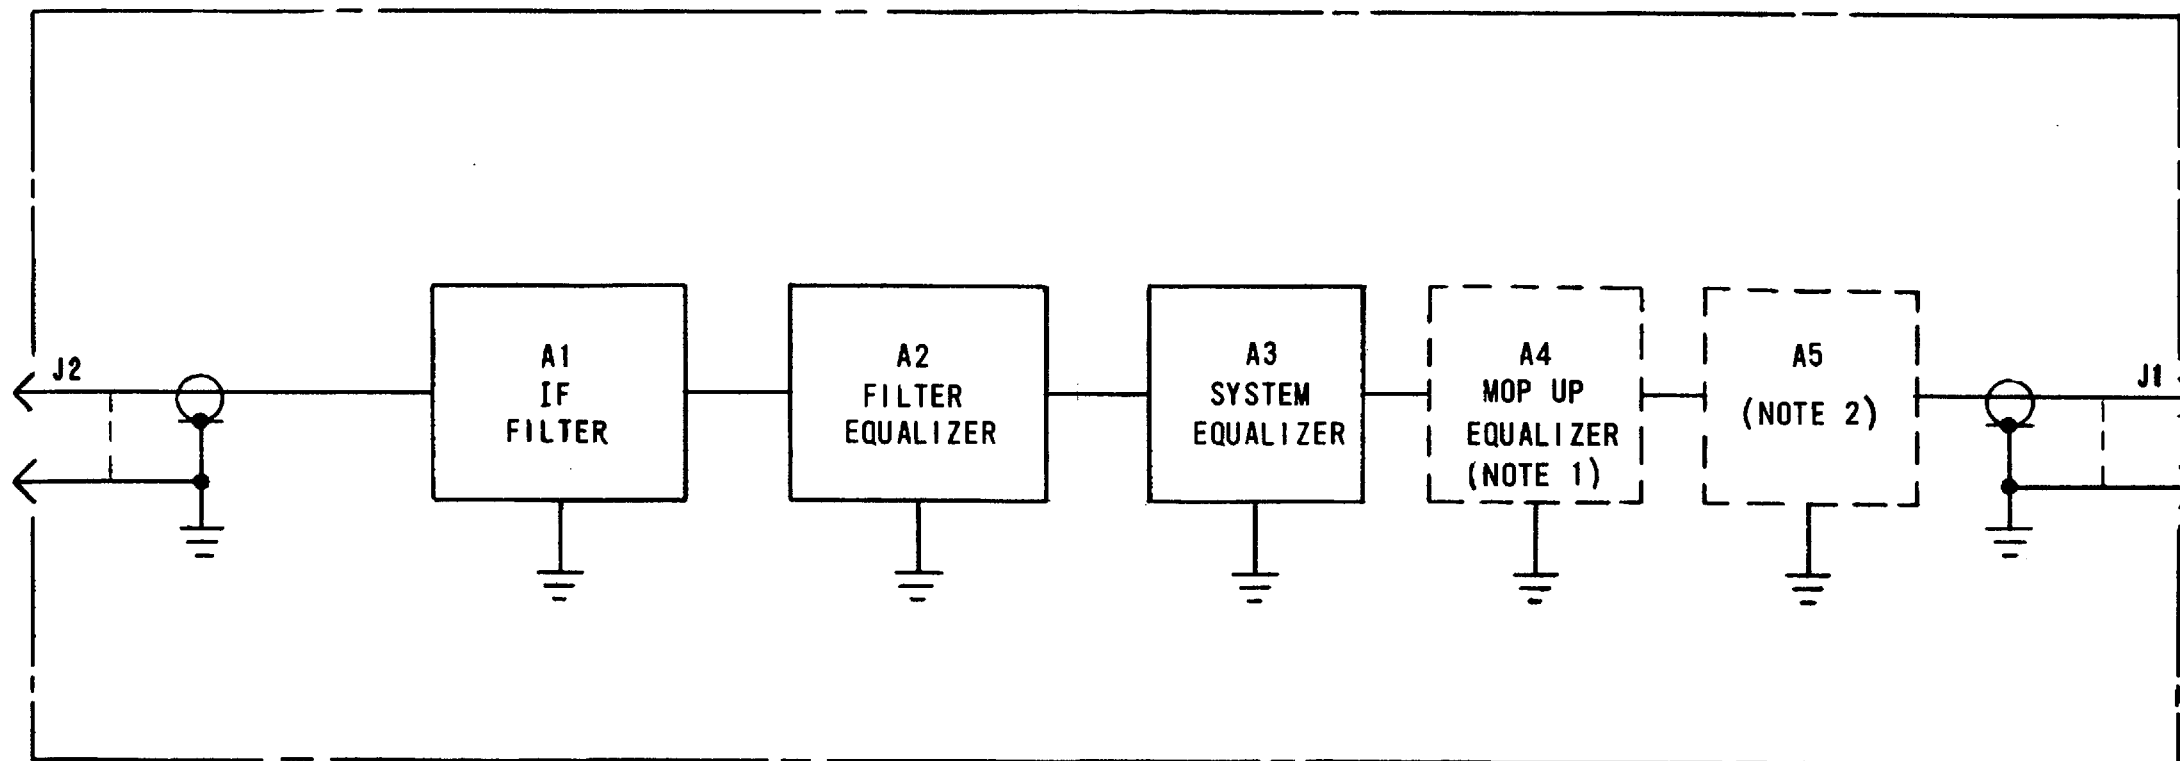 J2
A1
IF
FILTER
A2
FILTER
EQUALIZER
A3
SYSTEM
EQUALIZER
A4
MOP UP
EQUALIZER
(NOTE 1)
A5
(NOTE 2)
J1